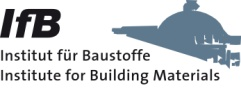 IfB
Institut für Baustoffe
Institute for Building Materials